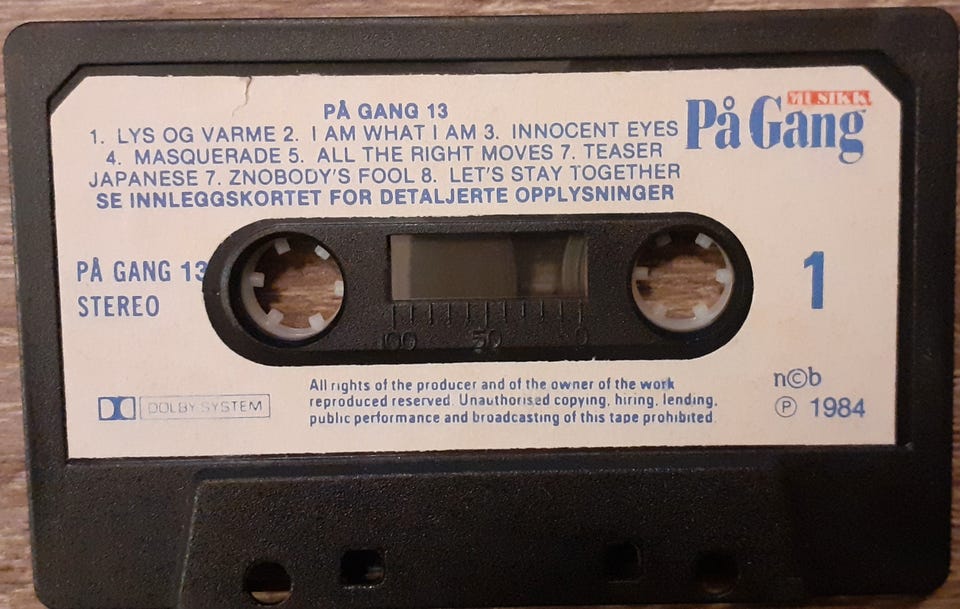 PÅ GANG 13
1. LYS OG VARME 2. I AM WHAT I AM 3. INNOCENT EYES
4. MASQUERADE 5. ALL THE RIGHT MOVES 7. TEASER
JAPANESE 7. ZNOBODY'S FOOL 8. LET'S STAY TOGETHER
SE INNLEGGSKORTET FOR DETALJERTE OPPLYSNINGER
MUSIKK
På Gang
PÅ GANG 13
STEREO
1
100 50 0
DOLBY SYSTEM
All rights of the producer and of the owner of the work
reproduced reserved. Unauthorised copying, hiring, lending,
public performance and broadcasting of this tape prohibited.
n©b
Ⓟ 1984